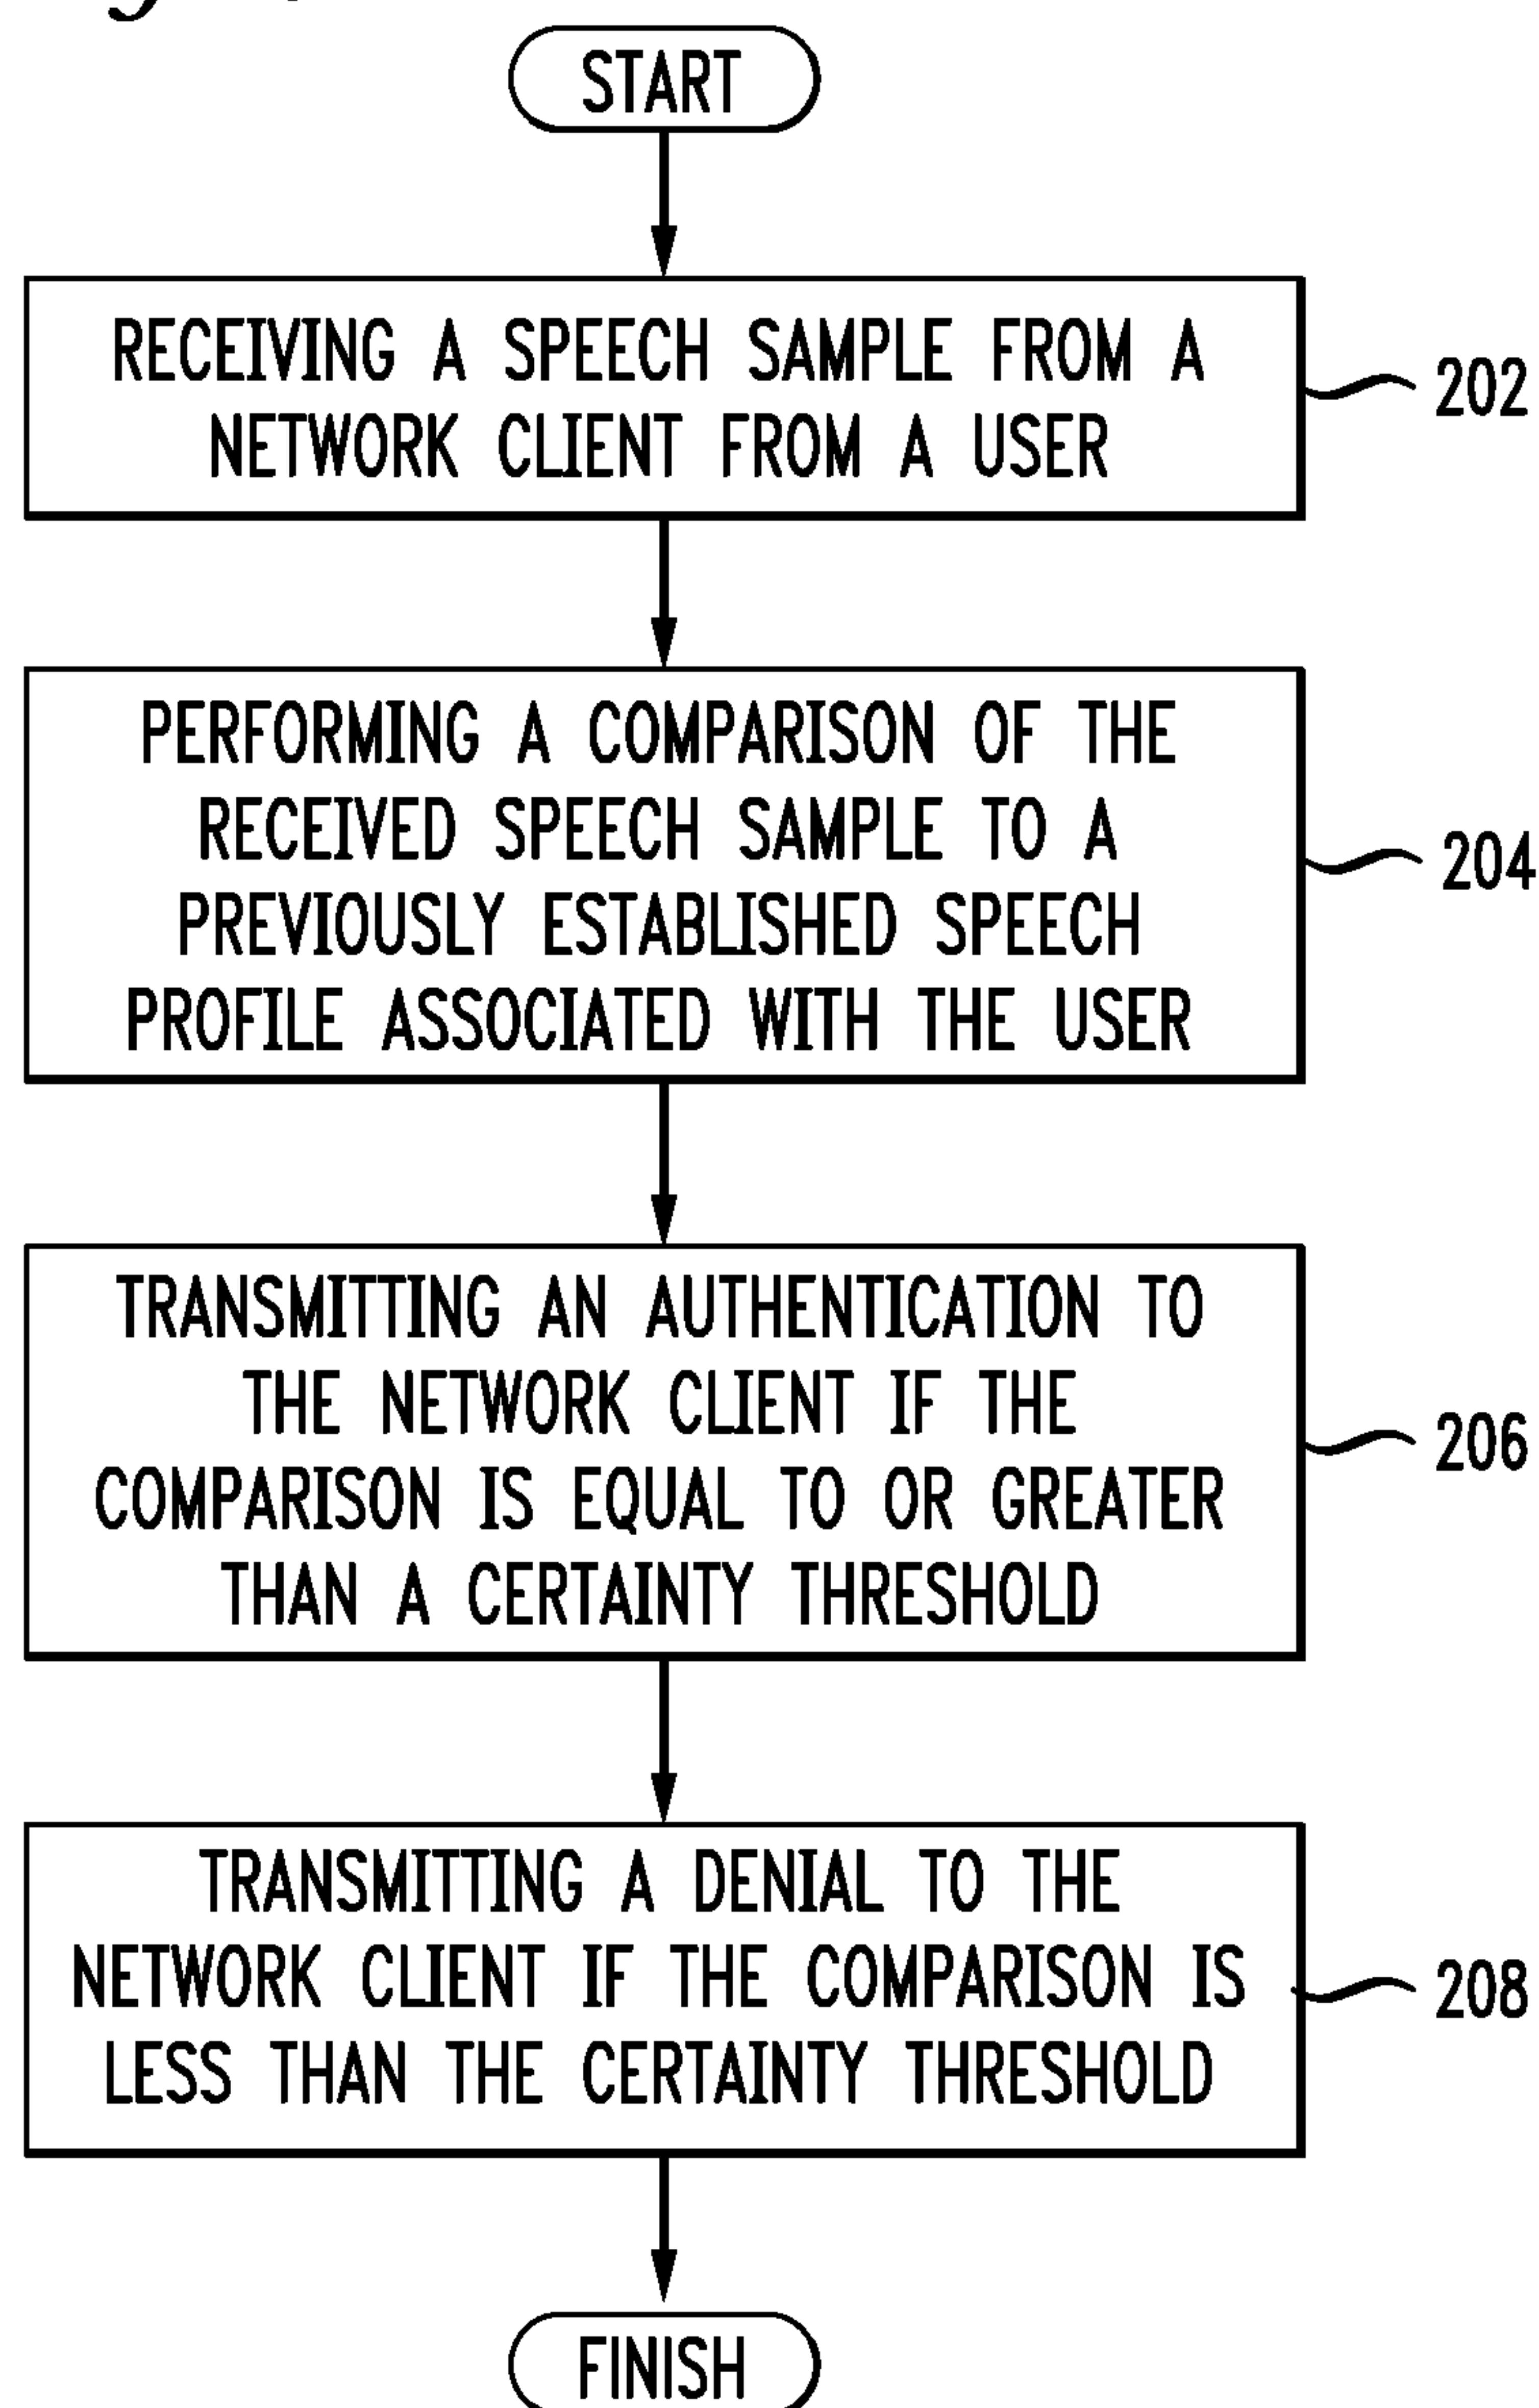 START
RECEIVING A SPEECH SAMPLE FROM A
NETWORK CLIENT FROM A USER
202
PERFORMING A COMPARISON OF THE
RECEIVED SPEECH SAMPLE TO A
PREVIOUSLY ESTABLISHED SPEECH
PROFILE ASSOCIATED WITH THE USER
204
TRANSMITTING AN AUTHENTICATION TO
THE NETWORK CLIENT IF THE
COMPARISON IS EQUAL TO OR GREATER
THAN A CERTAINTY THRESHOLD
206
TRANSMITTING A DENIAL TO THE
NETWORK CLIENT IF THE COMPARISON IS
LESS THAN THE CERTAINTY THRESHOLD
208
FINISH